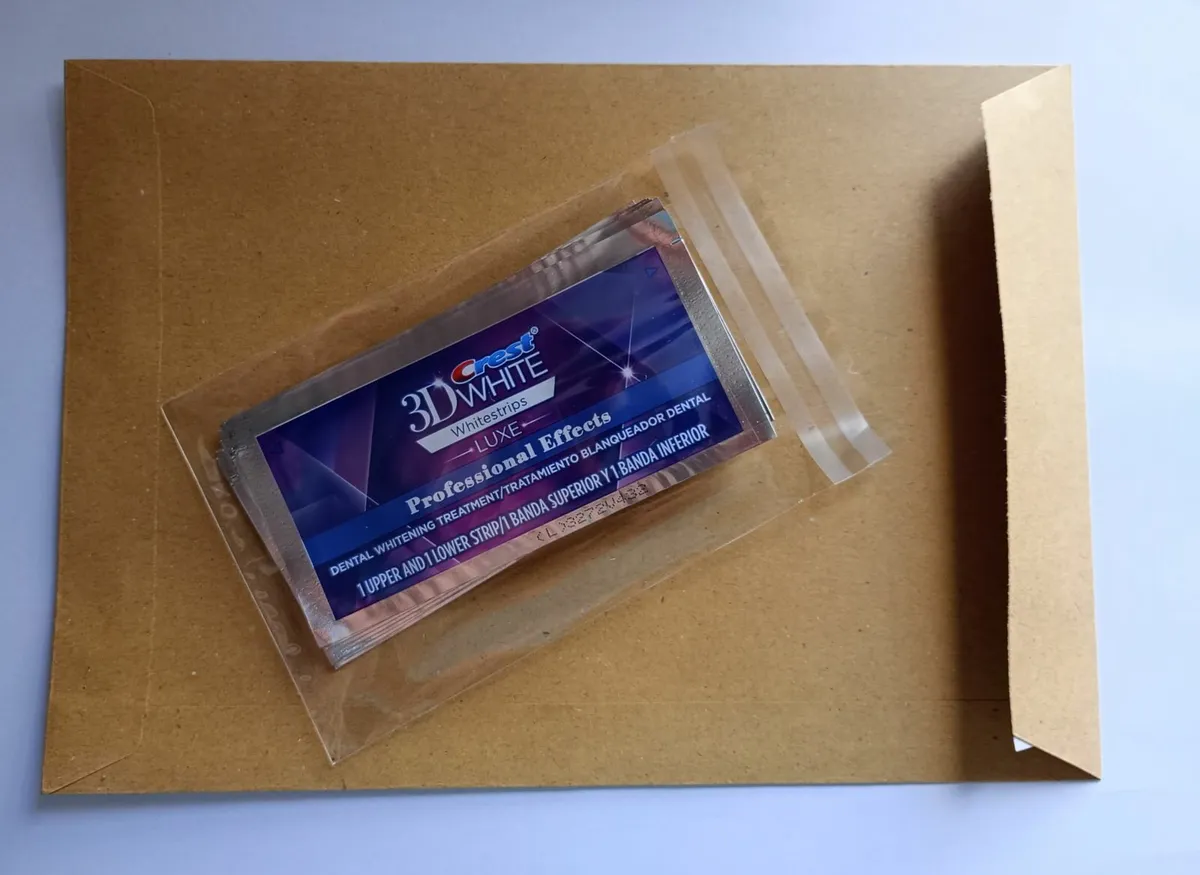 Crest®
3D WHITE
Whitestrips
LUXE
Professional Effects
DENTAL WHITENING TREATMENT/TRATAMIENTO BLANQUEADOR DENTAL
1 UPPER AND 1 LOWER STRIP/1 BANDA SUPERIOR Y 1 BANDA INFERIOR
(L)3272V433